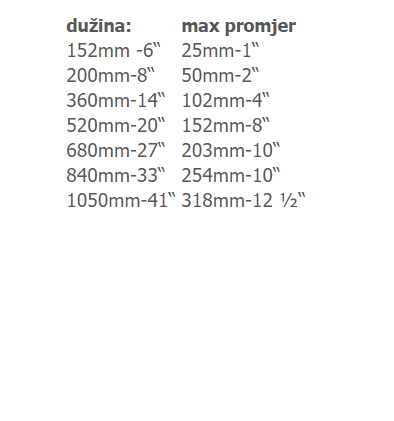 dužina: max promjer
152mm -6‟ 25mm-1‟
200mm-8‟ 50mm-2‟
360mm-14‟ 102mm-4‟
520mm-20‟ 152mm-8‟
680mm-27‟ 203mm-10‟
840mm-33‟ 254mm-10‟
1050mm-41‟ 318mm-12 ½‟